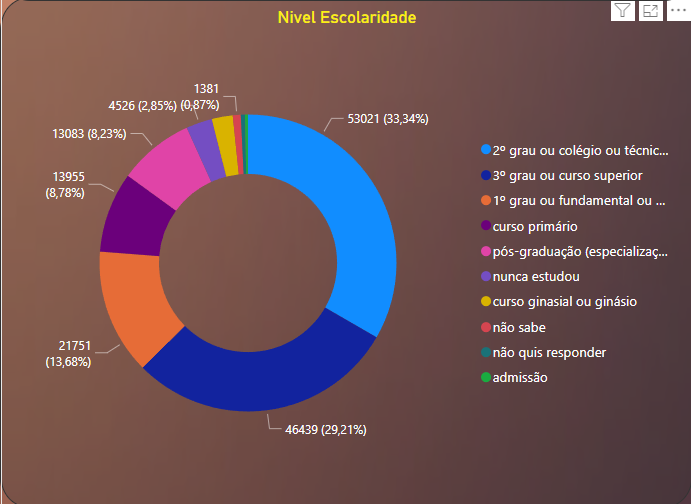 Nivel Escolaridade
1381
(0,87%)
4526 (2,85%)
53021 (33,34%)
13083 (8,23%)
13955
(8,78%)
21751
(13,68%)
46439 (29,21%)
2º grau ou colégio ou técnic...
3º grau ou curso superior
1º grau ou fundamental ou ...
curso primário
pós-graduação (especializaç...
nunca estudou
curso ginasial ou ginásio
não sabe
não quis responder
admissão